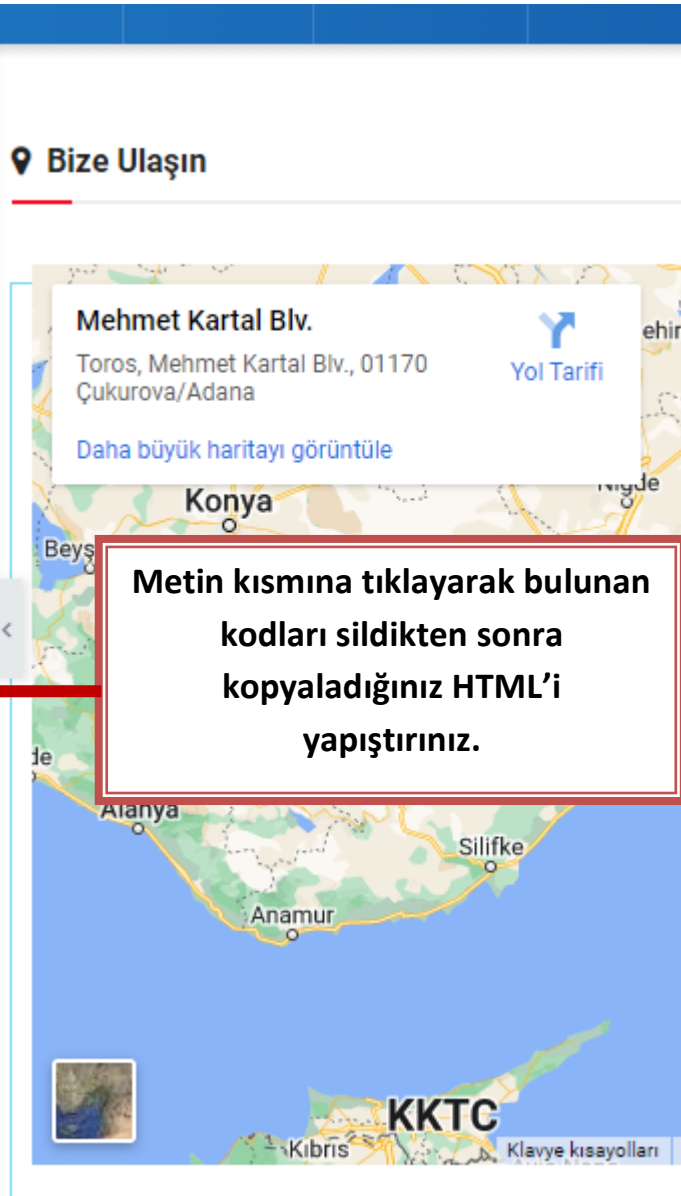 Bize Ulaşın
Mehmet Kartal Blv.
Toros, Mehmet Kartal Blv., 01170
Çukurova/Adana
Yol Tarifi
Daha büyük haritayı görüntüle
Niğde
Konya
Metin kısmına tıklayarak bulunan
kodları sildikten sonra
kopyaladığınız HTML’i
yapıştırınız.
Alanya
Silifke
Anamur
KKTC
Kıbrıs
Klavye kısayolları